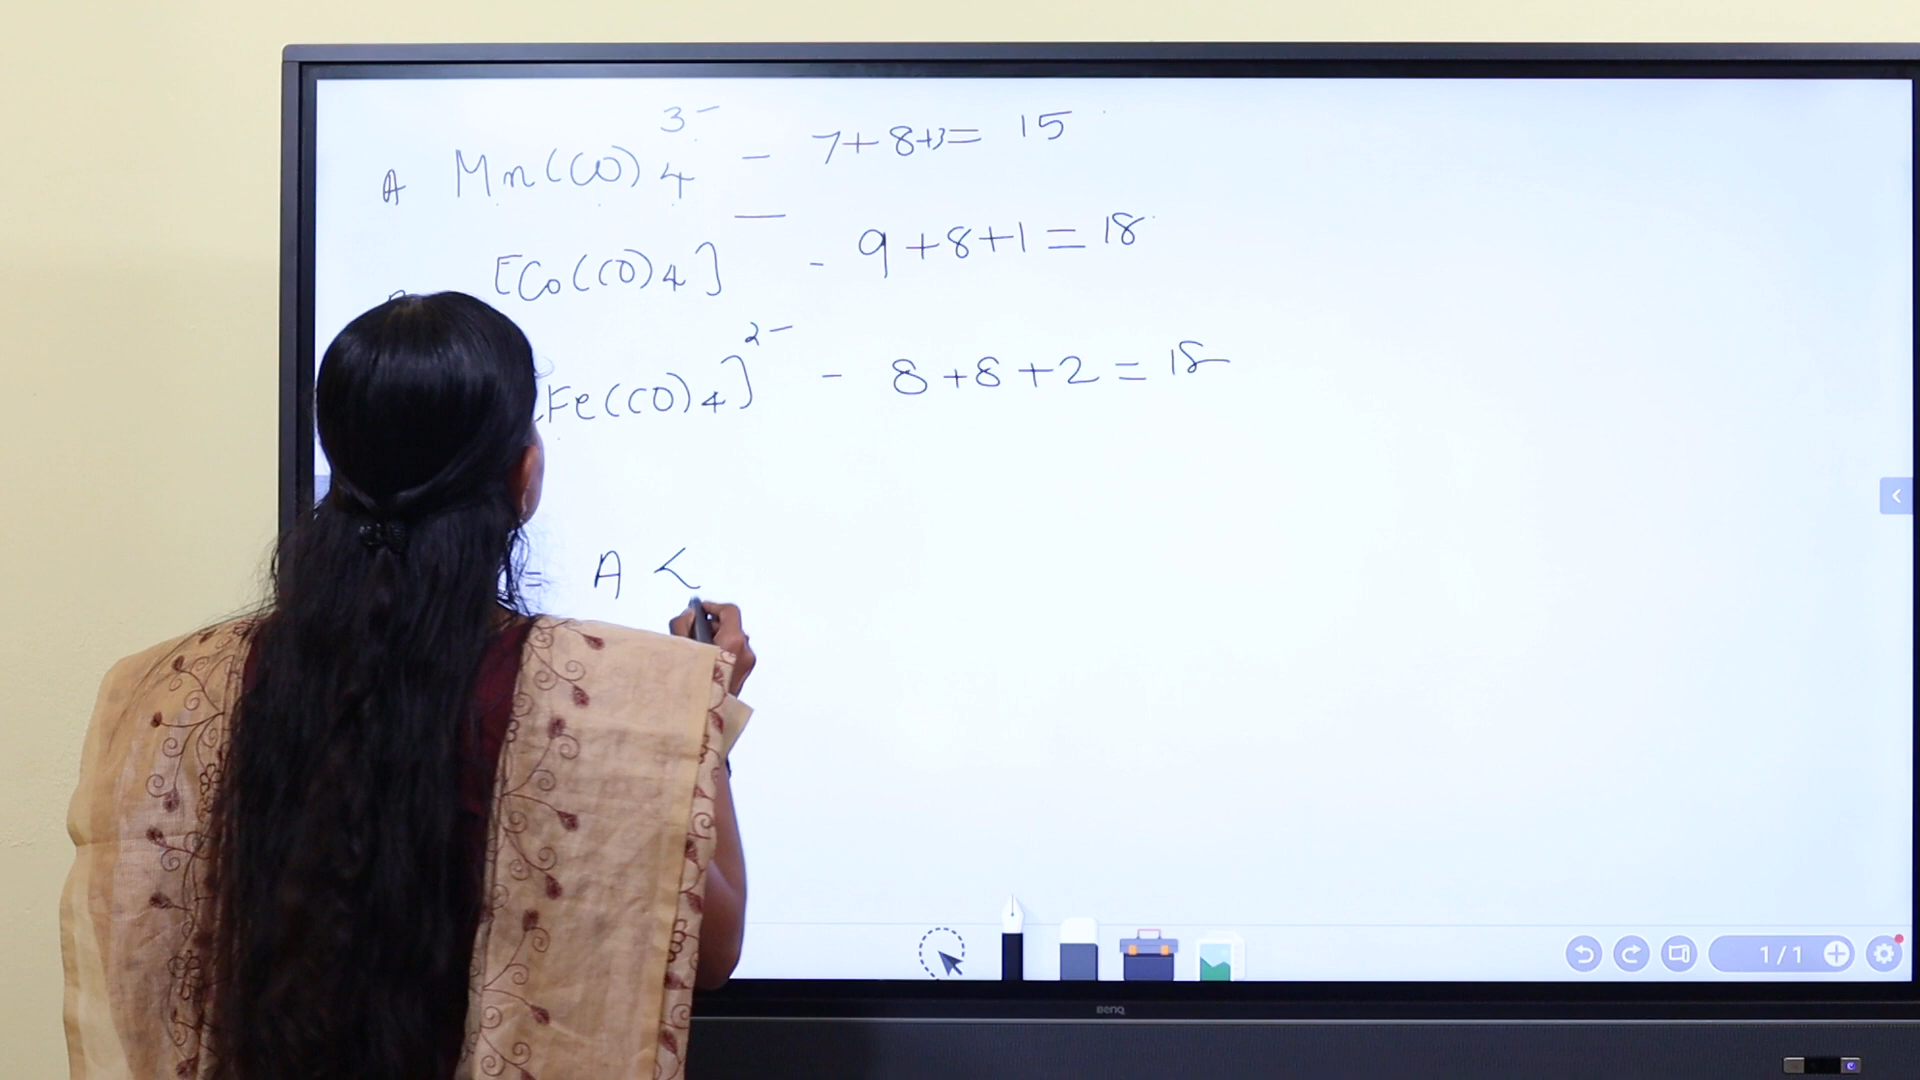 A Mn(CO)4 3- - 7+8+3= 15
[Co(CO)4] - - 9+8+1=18
Fe(CO)4]2- - 8+8+2=18
= A <
1/1
BenQ